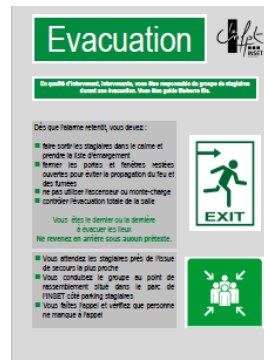 Evacuation
Cnfpt
INSET
En qualité d'intervenant, intervenante, vous êtes responsable du groupe de stagiaires
durant une évacuation. Vous êtes guide file/serre file.
Dès que l'alarme retentit, vous devez :
faire sortir les stagiaires dans le calme et
prendre la liste d'émargement
fermer les portes et fenêtres restées
ouvertes pour éviter la propagation du feu et
des fumées
ne pas utiliser l'ascenseur ou monte-charge
contrôler l'évacuation totale de la salle
Vous êtes le dernier ou la dernière
à évacuer les lieux
Ne revenez en arrière sous aucun prétexte.
EXIT
Vous attendez les stagiaires près de l'issue
de secours la plus proche
Vous conduisez le groupe au point de
rassemblement situé dans le parc de
l'INSET côté parking stagiaires
Vous faites l'appel et vérifiez que personne
ne manque à l'appel